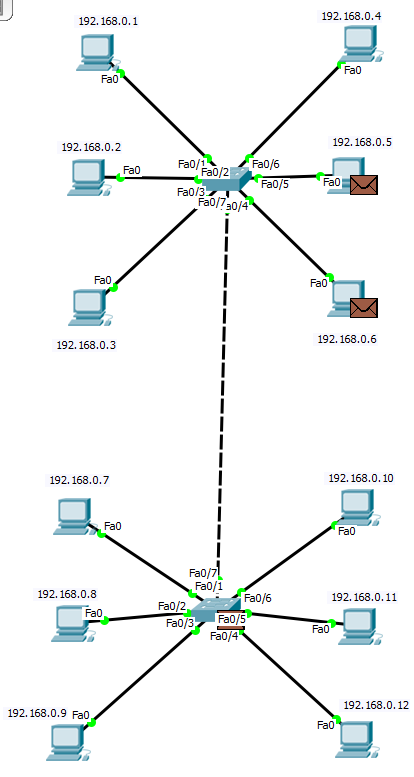 192.168.0.1
192.168.0.4
Fa0
Fa0
192.168.0.2
192.168.0.5
Fa0/1
Fa0/6
Fa0
Fa0/2
Fa0
Fa0/5
Fa0/3
Fa0/7
Fa0/4
Fa0
Fa0
192.168.0.3
192.168.0.6
192.168.0.7
192.168.0.10
Fa0
Fa0
Fa0/7
Fa0/1
192.168.0.8
192.168.0.11
Fa0
Fa0/2
Fa0/6
Fa0/3
Fa0/5
Fa0
Fa0/4
192.168.0.9
192.168.0.12
Fa0
Fa0